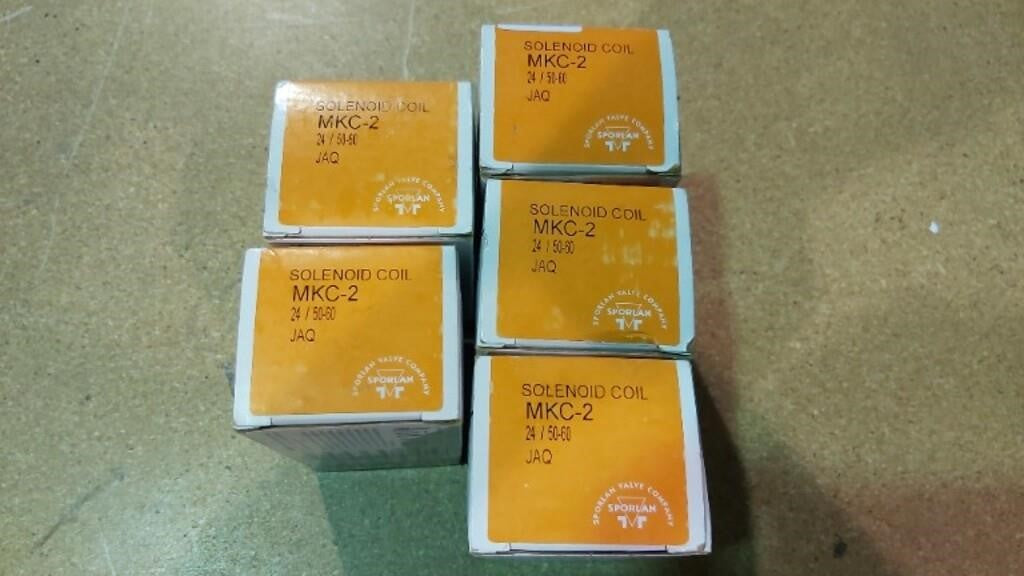 SOLENOID COIL
MKC-2
24 / 50-60
JAQ
SPORLAN VALVE COMPANY
SPORLAN
SOLENOID COIL
MKC-2
24 / 50-60
JAQ
SPORLAN VALVE COMPANY
SPORLAN
SOLENOID COIL
MKC-2
24 / 50-60
JAQ
SPORLAN VALVE COMPANY
SPORLAN
SOLENOID COIL
MKC-2
24 / 50-60
JAQ
SPORLAN VALVE COMPANY
SPORLAN
SOLENOID COIL
MKC-2
24 / 50-60
JAQ
SPORLAN VALVE COMPANY
SPORLAN